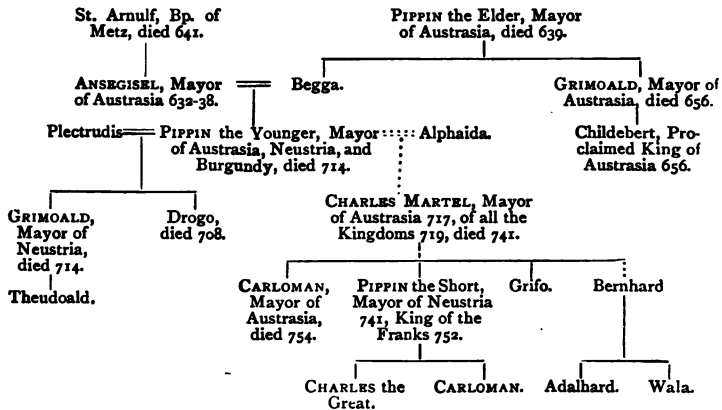 St. Arnulf, Bp. of
Metz, died 641.
PIPPIN the Elder, Mayor
of Austrasia, died 639.
ANSEGISEL, Mayor
of Austrasia 632-38.
Begga.
GRIMOALD, Mayor of
Austrasia, died 656.
Plectrudis
PIPPIN the Younger, Mayor
of Austrasia, Neustria, and
Burgundy, died 714.
Alphaida.
Childebert, Pro-
claimed King of
Austrasia 656.
GRIMOALD,
Mayor of
Neustria,
died 714.
Drogo,
died 708.
CHARLES MARTEL, Mayor
of Austrasia 717, of all the
Kingdoms 719, died 741.
Theudoald.
CARLOMAN,
Mayor of
Austrasia,
died 754.
PIPPIN the Short,
Mayor of Neustria
741, King of the
Franks 752.
Grifo.
Bernhard
CHARLES the
Great.
CARLOMAN.
Adalhard.
Wala.